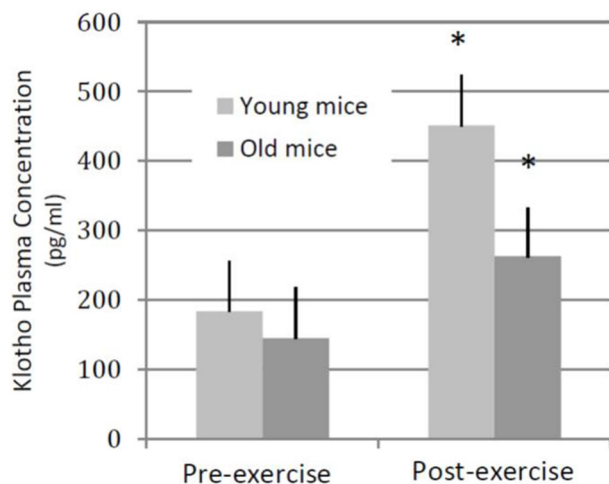 Klotho Plasma Concentration
(pg/ml)
600
500
400
300
200
100
0
Young mice
Old mice
*
*
Pre-exercise
Post-exercise